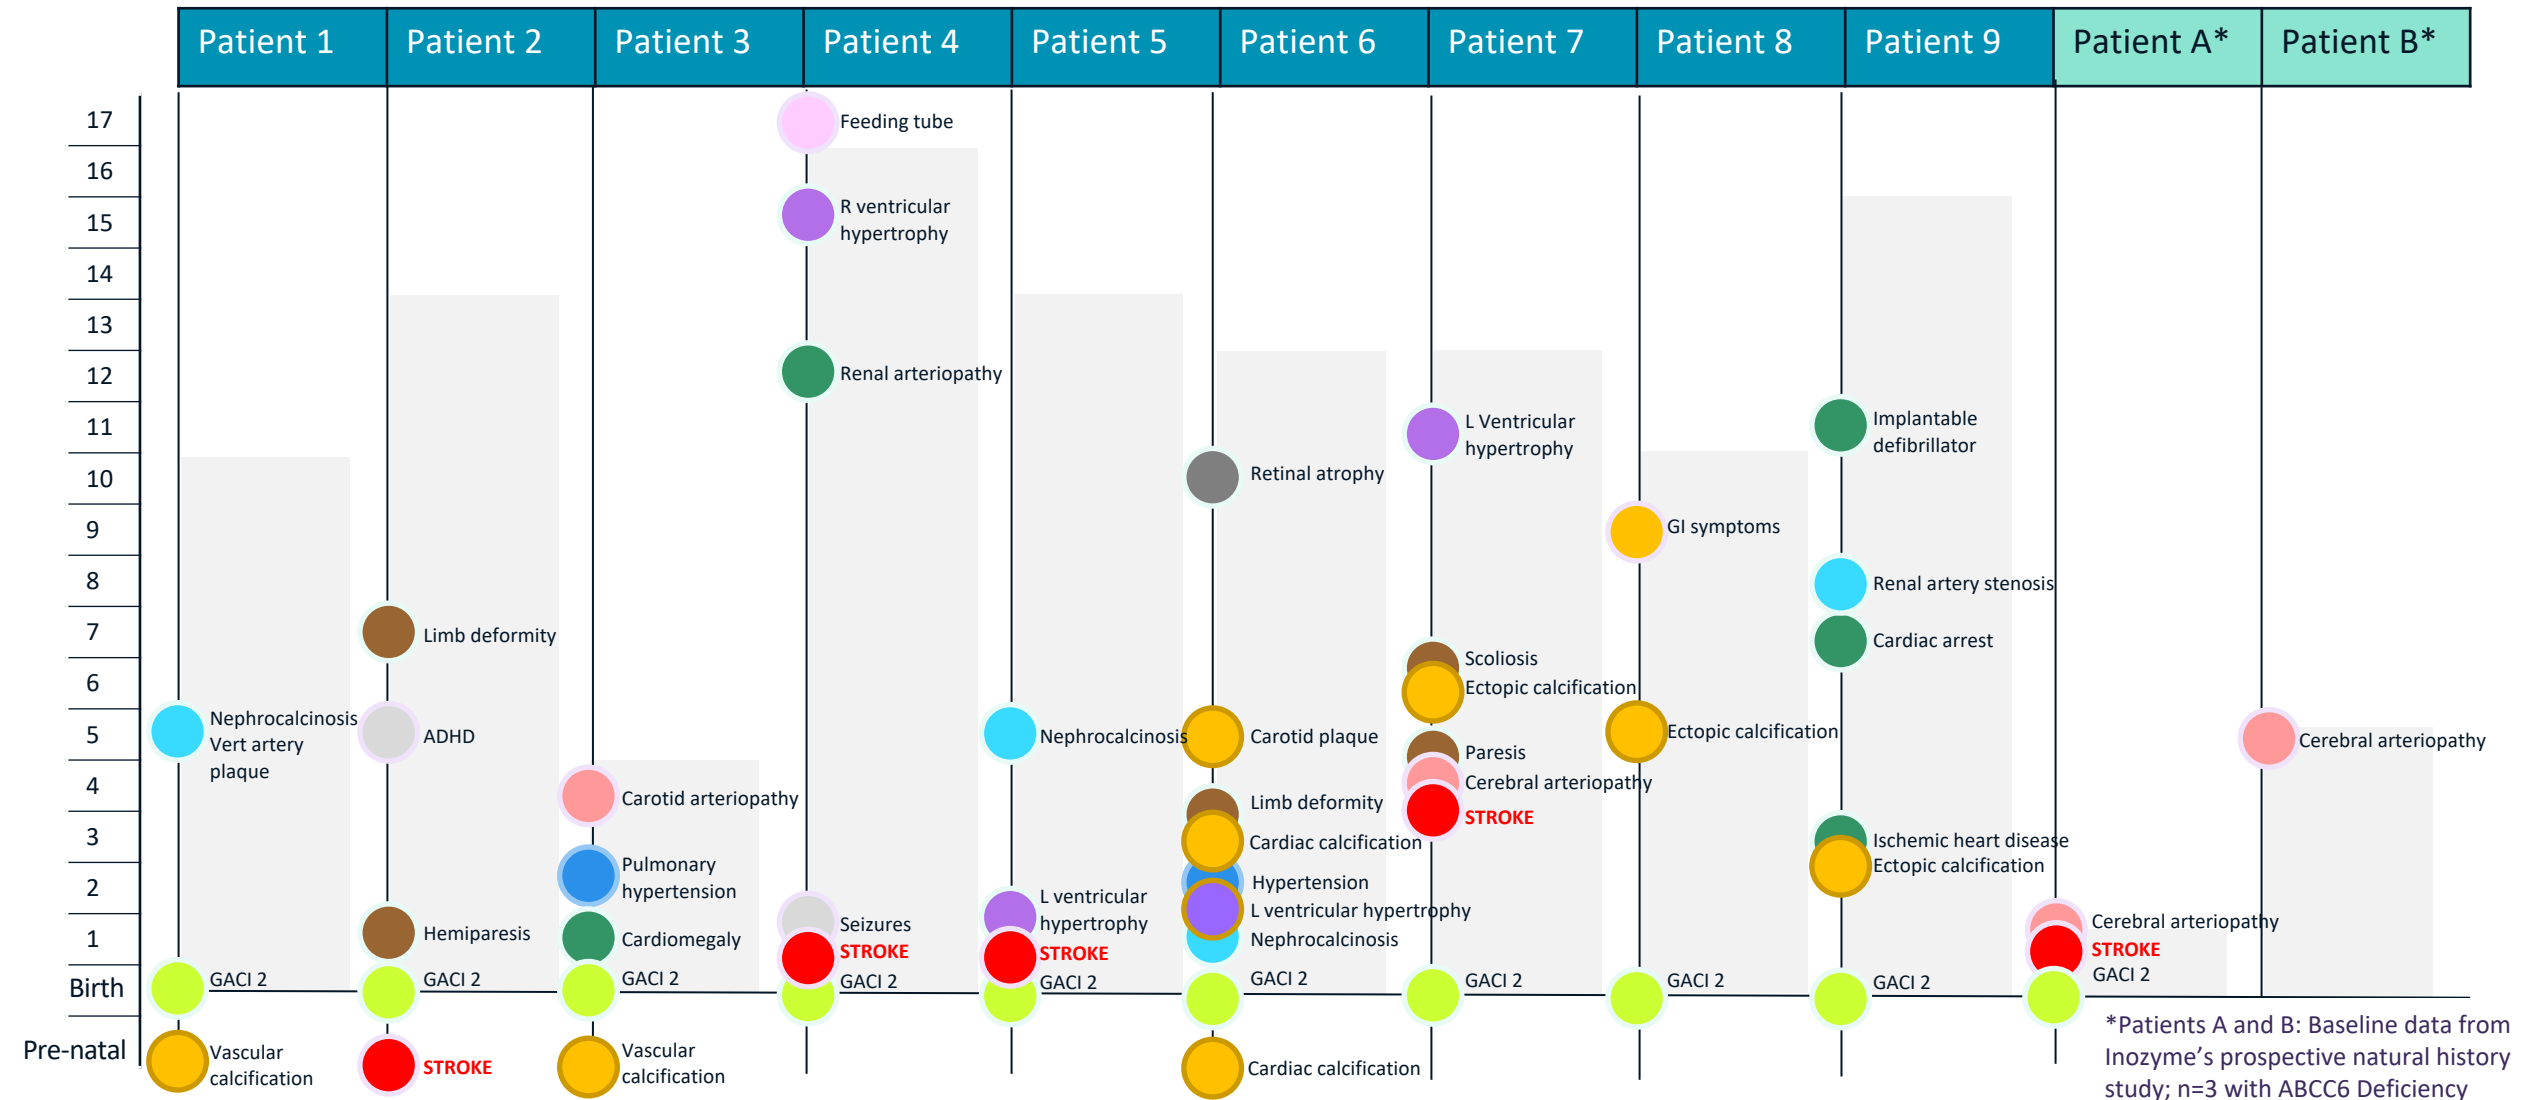 Patient 1
Patient 2
Patient 3
Patient 4
Patient 5
Patient 6
Patient 7
Patient 8
Patient 9
Patient A*
Patient B*
17
16
15
14
13
12
11
10
9
8
7
6
5
4
3
2
1
Birth
Pre-natal
Nephrocalcinosis
Vert artery
plaque
GACI 2
Vascular
calcification
Limb deformity
ADHD
Hemiparesis
GACI 2
STROKE
Carotid arteriopathy
Pulmonary
hypertension
Cardiomegaly
GACI 2
Vascular
calcification
Feeding tube
R ventricular
hypertrophy
Renal arteriopathy
Seizures
STROKE
GACI 2
Nephrocalcinosis
L ventricular
hypertrophy
STROKE
GACI 2
Retinal atrophy
Carotid plaque
Limb deformity
Cardiac calcification
Hypertension
L ventricular hypertrophy
Nephrocalcinosis
GACI 2
Cardiac calcification
L Ventricular
hypertrophy
Scoliosis
Ectopic calcification
Paresis
Cerebral arteriopathy
STROKE
GACI 2
GI symptoms
Ectopic calcification
GACI 2
Implantable
defibrillator
Renal artery stenosis
Cardiac arrest
Ischemic heart disease
Ectopic calcification
GACI 2
Cerebral arteriopathy
STROKE
GACI 2
Cerebral arteriopathy
*Patients A and B: Baseline data from
Inozyme’s prospective natural history
study; n=3 with ABCC6 Deficiency